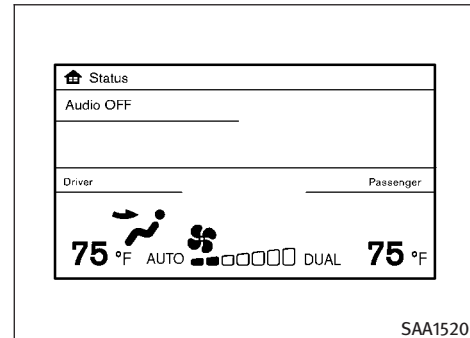 Status
Audio OFF
Driver Passenger
75 °F AUTO DUAL 75 °F
SAA1520